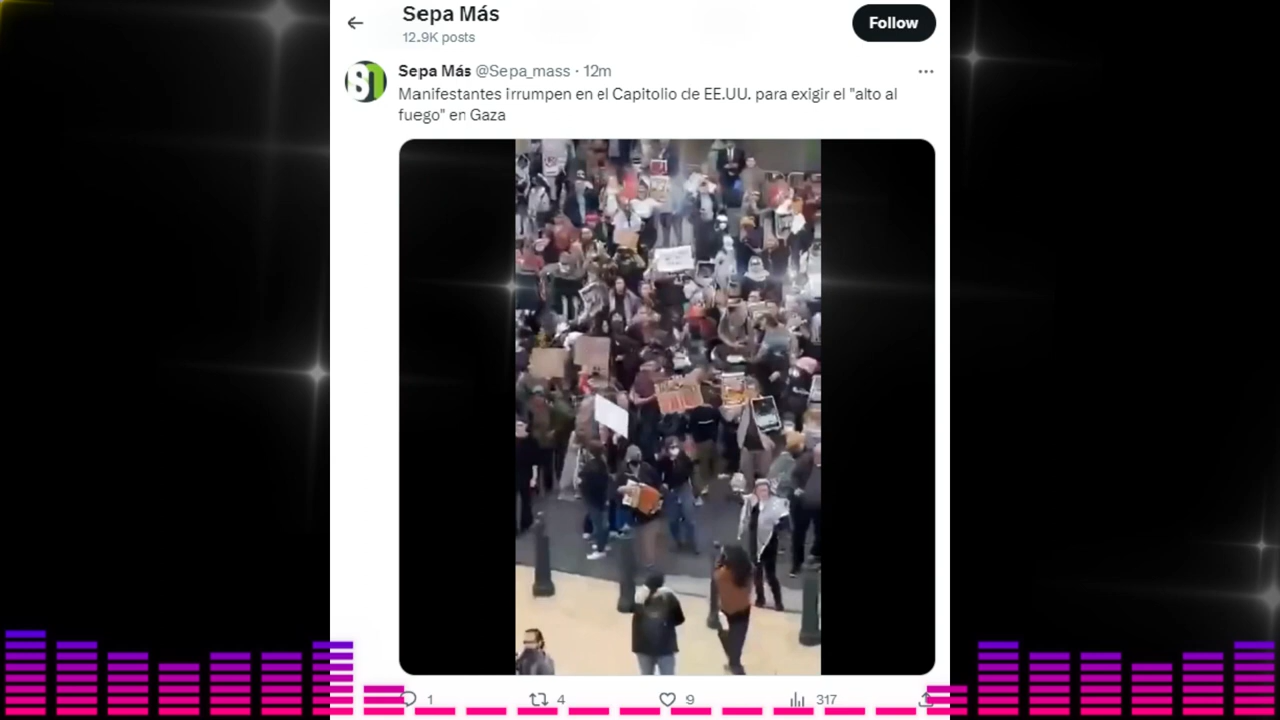 Sepa Más
12.9K posts
Follow
Sepa Más @Sepa_mass · 12m
Manifestantes irrumpen en el Capitolio de EE.UU. para exigir el "alto al
fuego" en Gaza
1 4 9 317